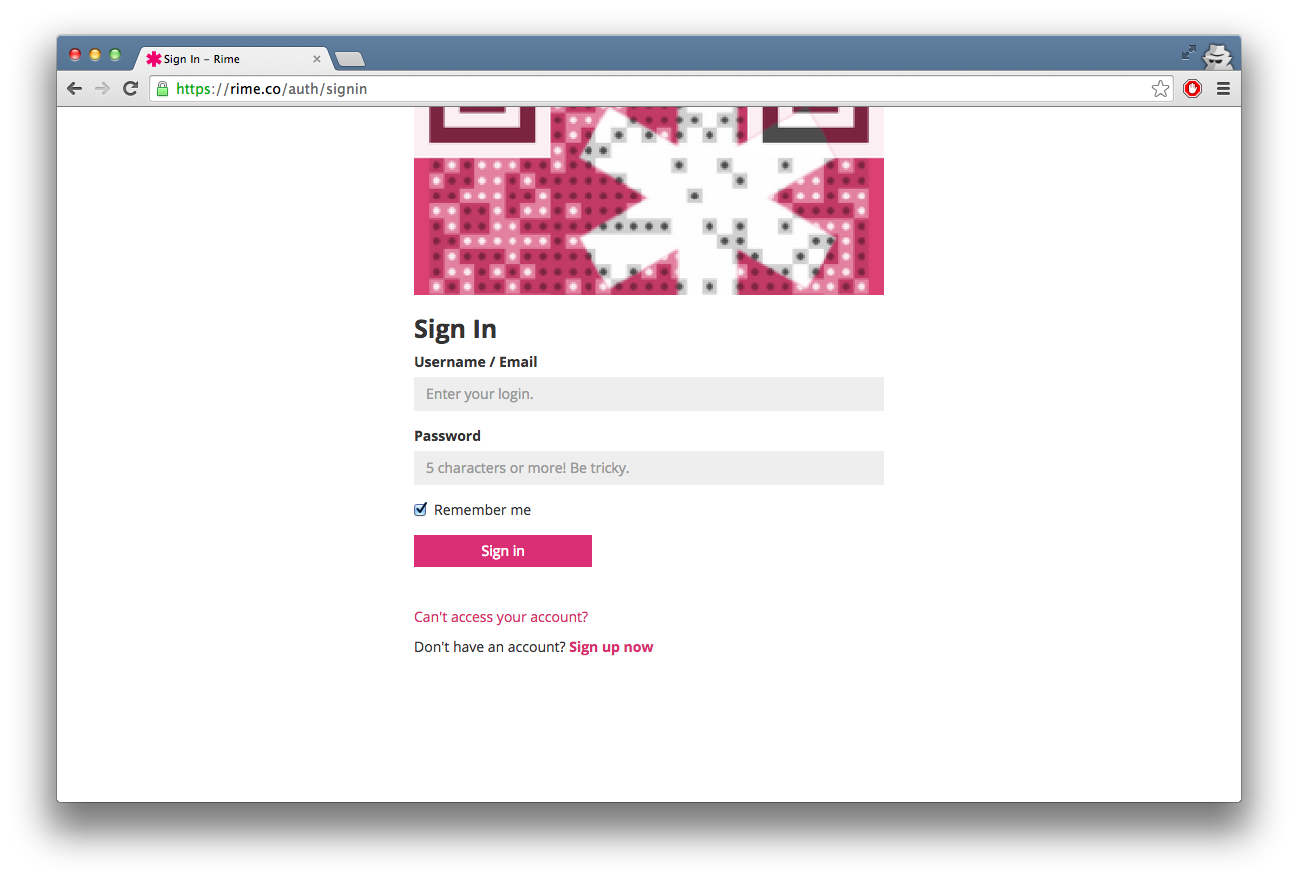 Sign In – Rime
https://rime.co/auth/signin
Sign In
Username / Email
Enter your login.
Password
5 characters or more! Be tricky.
Remember me
Sign in
Can't access your account?
Don't have an account? Sign up now